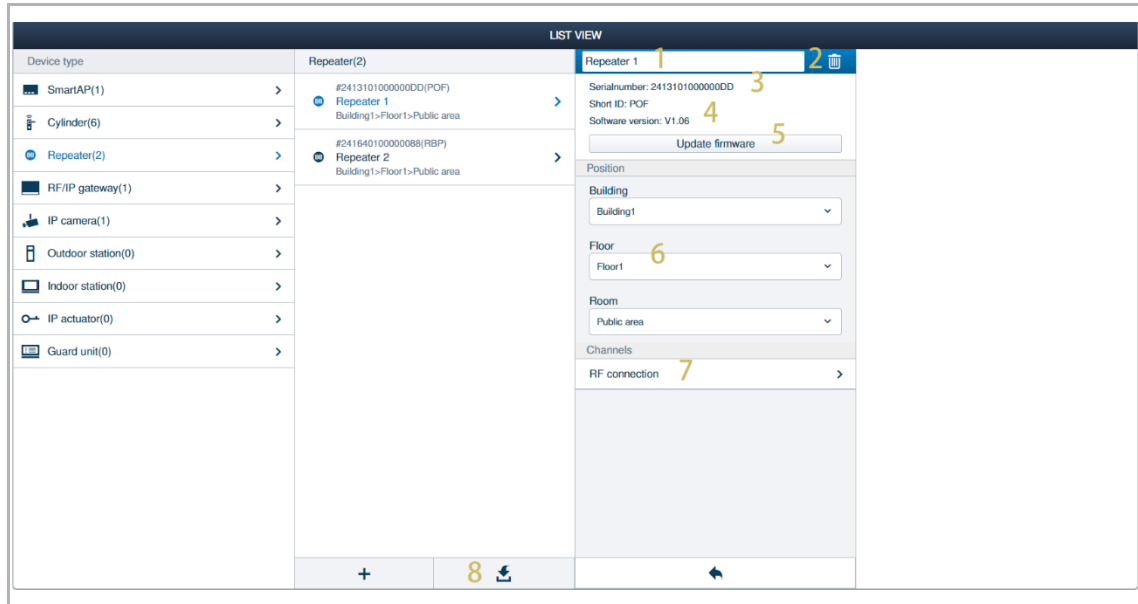 LIST VIEW
Device type
SmartAP(1)
Cylinder(6)
Repeater(2)
RF/IP gateway(1)
IP camera(1)
Outdoor station(0)
Indoor station(0)
IP actuator(0)
Guard unit(0)
Repeater(2)
#2413101000000DD(POF)
Repeater 1
Building1>Floor1>Public area
#241640100000088(RBP)
Repeater 2
Building1>Floor1>Public area
8
Repeater 1 1 2
Serialnumber: 2413101000000DD 3
Short ID: POF
4
Software version: V1.06
Update firmware 5
Position
Building
Building1
Floor
6
Floor1
Room
Public area
Channels
RF connection 7